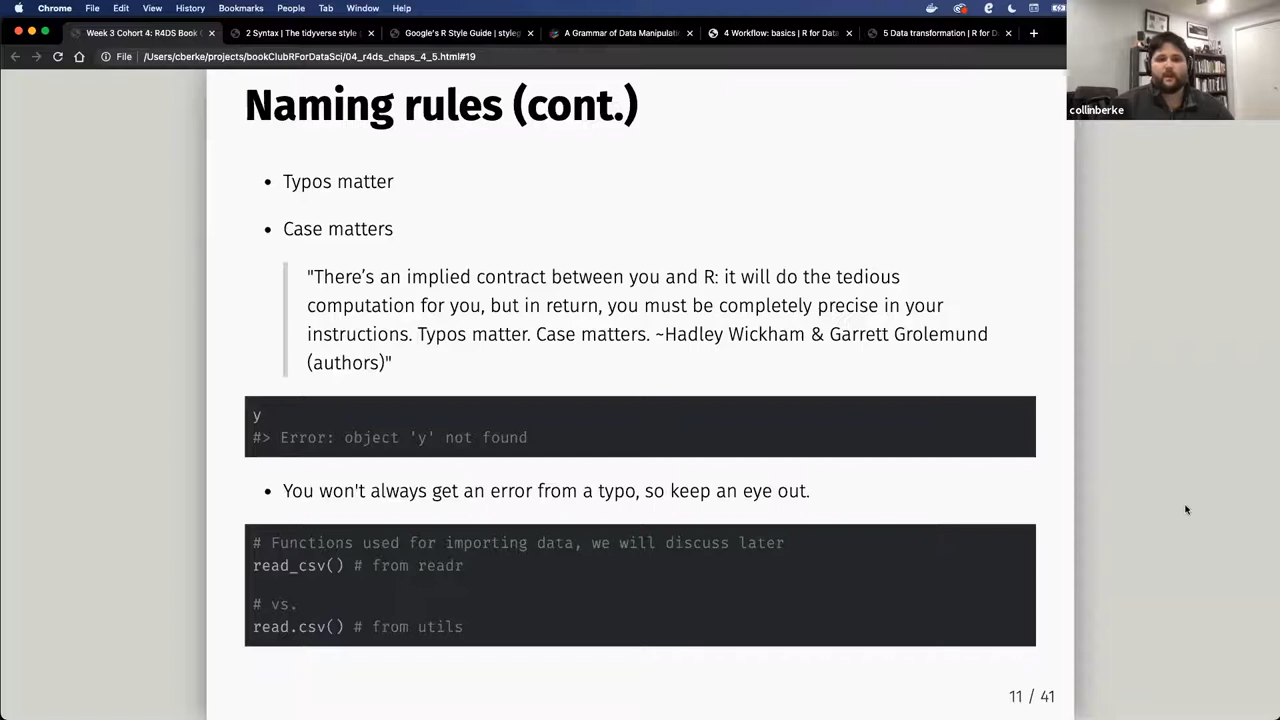 Chrome File Edit View History Bookmarks People Tab Window Help
Week 3 Cohort 4: R4DS Book
2 Syntax | The tidyverse style
Google's R Style Guide | styleg
A Grammar of Data Manipulati
4 Workflow: basics | R for Dat
5 Data transformation | R for D
File /Users/cberke/projects/bookClubRForDataSci/04_r4ds_chaps_4_5.html#19
collinberke
Naming rules (cont.)
• Typos matter
• Case matters
"There’s an implied contract between you and R: it will do the tedious
computation for you, but in return, you must be completely precise in your
instructions. Typos matter. Case matters. ~Hadley Wickham & Garrett Grolemund
(authors)"
y
#> Error: object 'y' not found
• You won't always get an error from a typo, so keep an eye out.
# Functions used for importing data, we will discuss later
read_csv() # from readr
# vs.
read.csv() # from utils
11 / 41